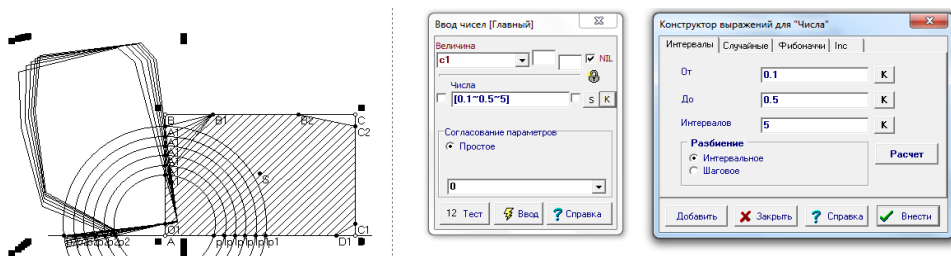 B
B1
B2
C
A1
C2
S
O1
A
p1
D1
C1
Ввод чисел [Главный]
Величина
c1
NIL
Числа
[0.1~0.5~5]
S
K
Согласование параметров
Простое
0
12 Тест
Ввод
Справка
Конструктор выражений для "Числа"
Интервалы
Случайные
Фибоначчи
Inc
От
0.1
К
До
0.5
К
Интервалов
5
К
Разбиение
Интервальное
Шаговое
Расчет
Добавить
Закрыть
Справка
Внести